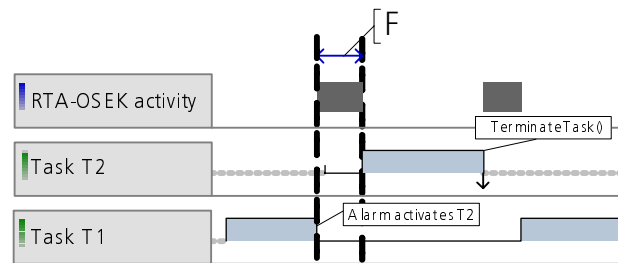 F
RTA-OSEK activity
TerminateTask()
Task T2
Alarm activates T2
Task T1